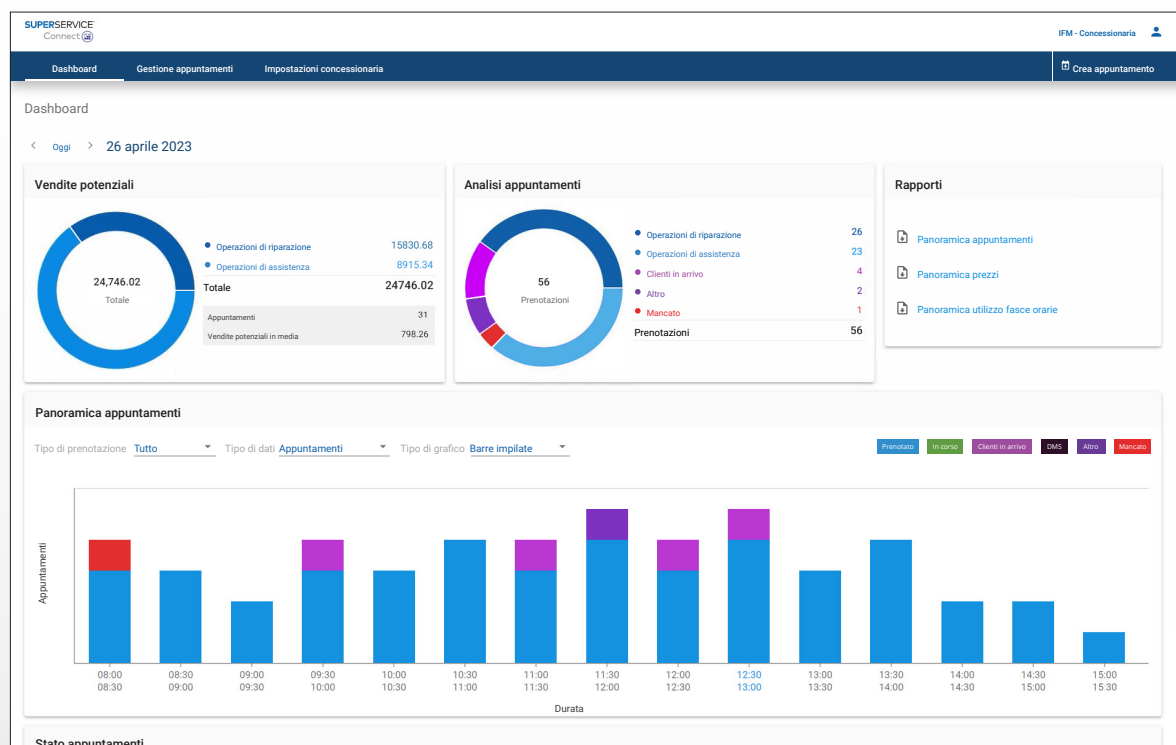 SUPERSERVICE
Connect
IFM - Concessionaria
Dashboard
Gestione appuntamenti
Impostazioni concessionaria
Crea appuntamento
Dashboard
< Oggi > 26 aprile 2023
Vendite potenziali
24,746.02
Totale
Operazioni di riparazione 15830.68
Operazioni di assistenza 8915.34
Totale 24746.02
Appuntamenti 31
Vendite potenziali in media 798.26
Analisi appuntamenti
56
Prenotazioni
Operazioni di riparazione 26
Operazioni di assistenza 23
Clienti in arrivo 4
Altro 2
Mancato 1
Prenotazioni 56
Rapporti
Panoramica appuntamenti
Panoramica prezzi
Panoramica utilizzo fasce orarie
Panoramica appuntamenti
Tipo di prenotazione Tutto Tipo di dati Appuntamenti Tipo di grafico Barre impilate
Prenotato In corso Clienti in arrivo DMS Altro Mancato
Appuntamenti
08:00 08:30 09:00 09:30 10:00 10:30 11:00 11:30 12:00 12:30 13:00 13:30 14:00 14:30 15:00
08:30 09:00 09:30 10:00 10:30 11:00 11:30 12:00 12:30 13:00 13:30 14:00 14:30 15:00 15:30
Durata
Stato appuntamenti